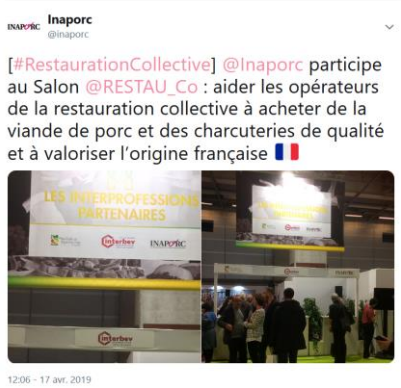 INAPORC
Inaporc
@inaporc
[#RestaurationCollective] @Inaporc participe
au Salon @RESTAU_Co : aider les opérateurs
de la restauration collective à acheter de la
viande de porc et des charcuteries de qualité
et à valoriser l'origine française
LES INTERPROFESSIONS
PARTENAIRES
interbev
INAPORC
interbev
12:06 - 17 avr. 2019